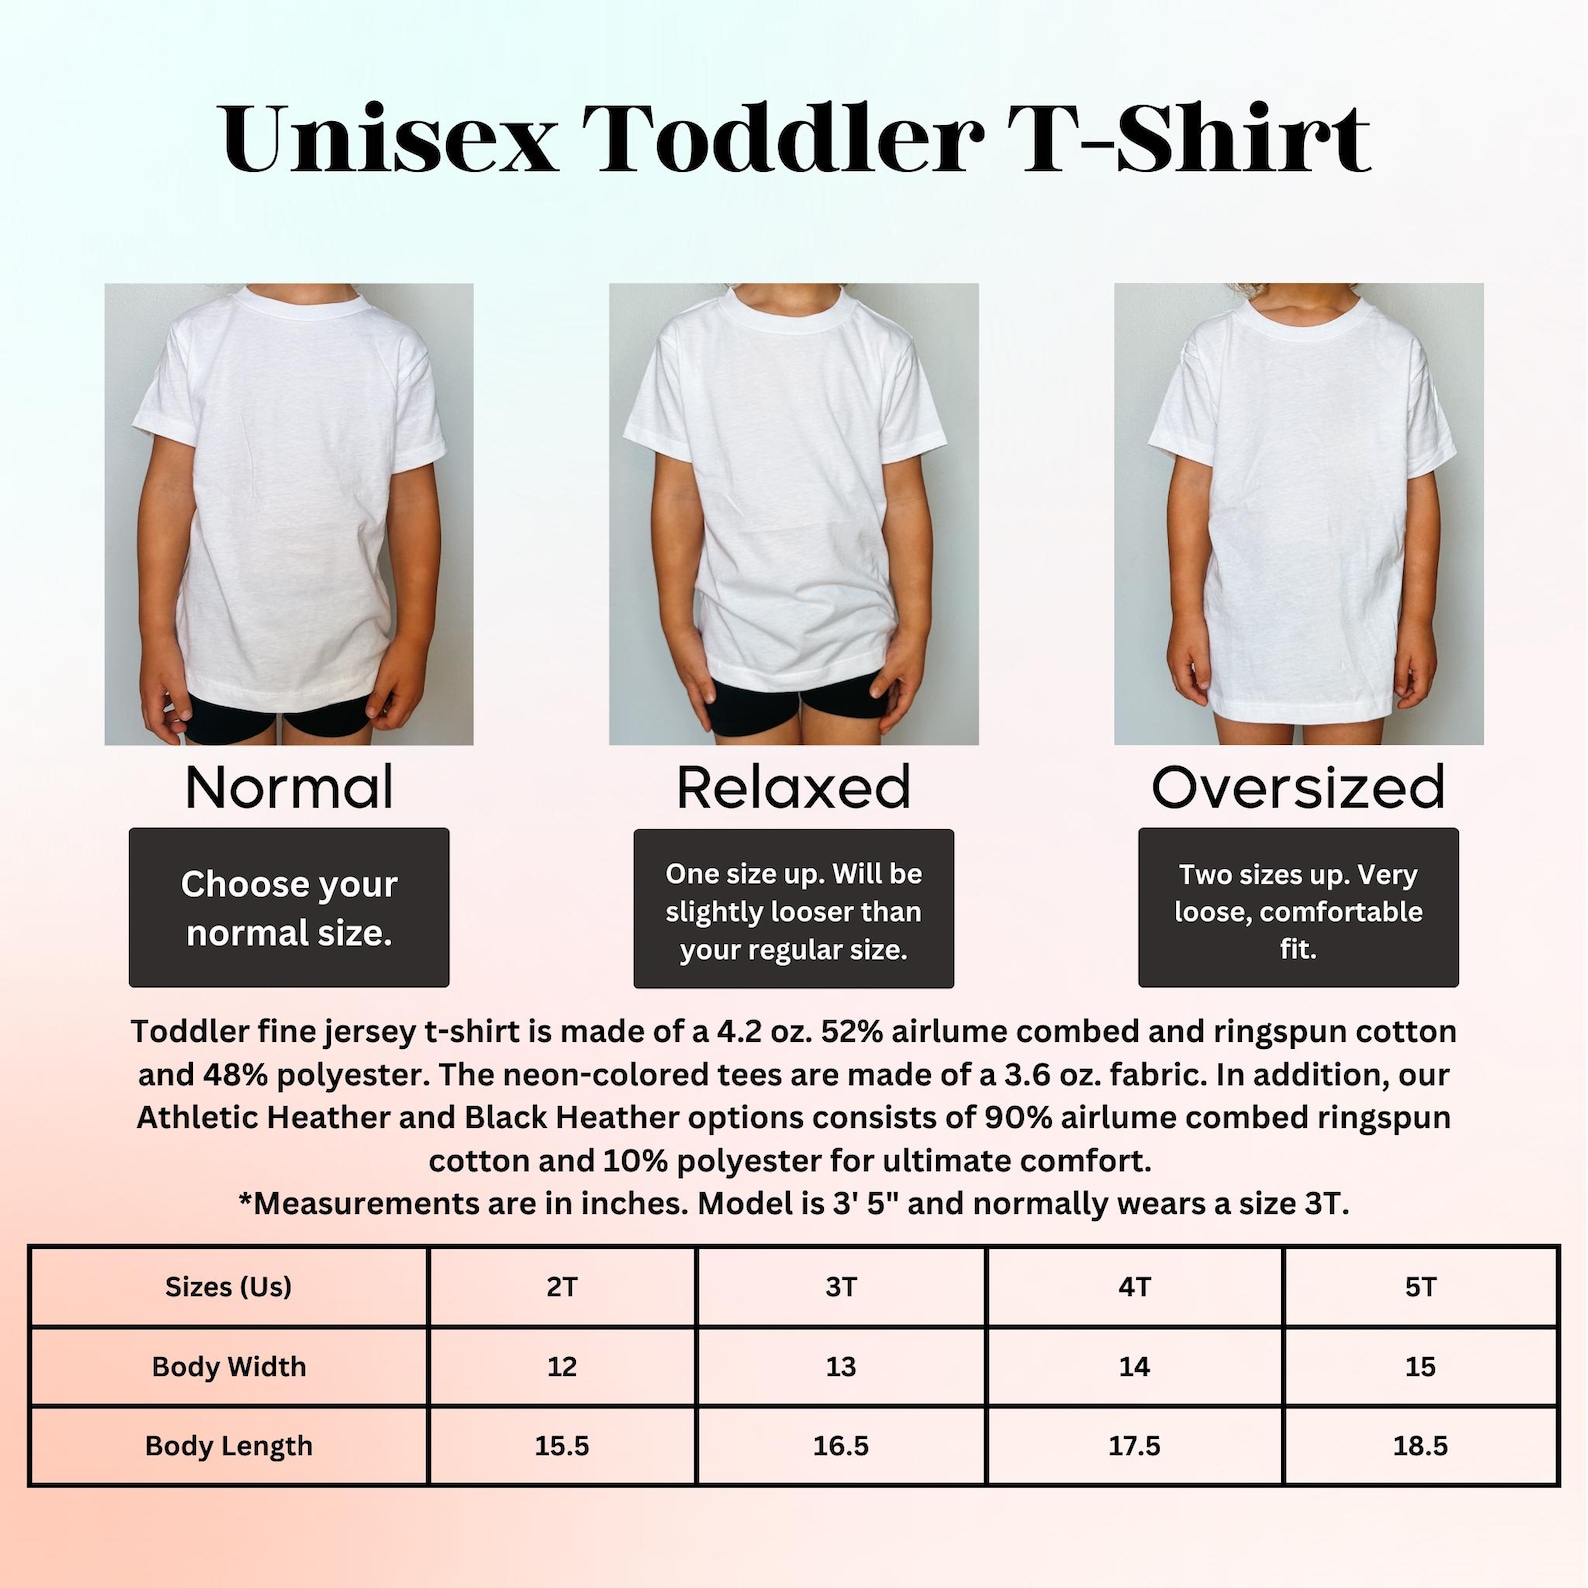 Unisex Toddler T-Shirt
Normal
Relaxed
Oversized
Choose your
normal size.
One size up. Will be
slightly looser than
your regular size.
Two sizes up. Very
loose, comfortable
fit.
Toddler fine jersey t-shirt is made of a 4.2 oz. 52% airlume combed and ringspun cotton
and 48% polyester. The neon-colored tees are made of a 3.6 oz. fabric. In addition, our
Athletic Heather and Black Heather options consists of 90% airlume combed ringspun
cotton and 10% polyester for ultimate comfort.
*Measurements are in inches. Model is 3' 5" and normally wears a size 3T.
Sizes (Us) 2T 3T 4T 5T
Body Width 12 13 14 15
Body Length 15.5 16.5 17.5 18.5